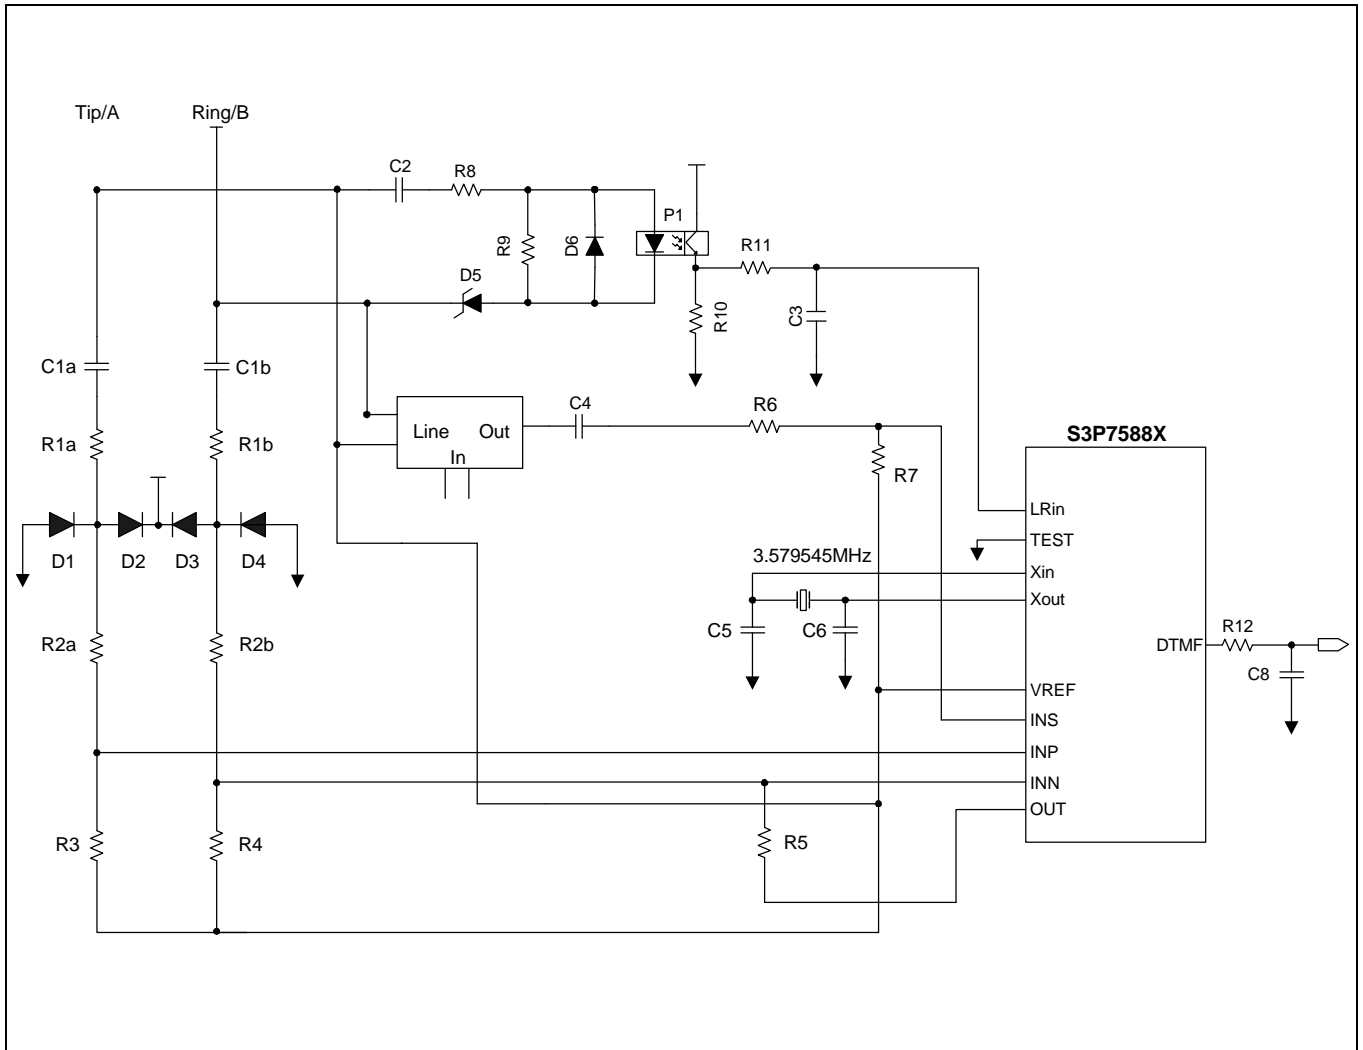 Tip/A
Ring/B
C2
R8
P1
R9
D6
R11
D5
R10
C3
C1a
C1b
C4
R6
Line
Out
In
R1a
R1b
S3P7588X
R7
LRin
TEST
D1
D2
D3
D4
3.579545MHz
Xin
Xout
C5
C6
R2a
R2b
R12
DTMF
C8
VREF
INS
INP
INN
OUT
R3
R4
R5